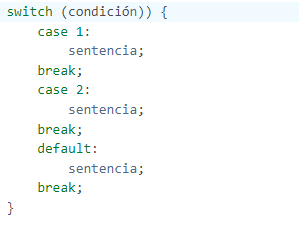 switch (condición)) {
    case 1:
        sentencia;
    break;
    case 2:
        sentencia;
    break;
    default:
        sentencia;
    break;
}